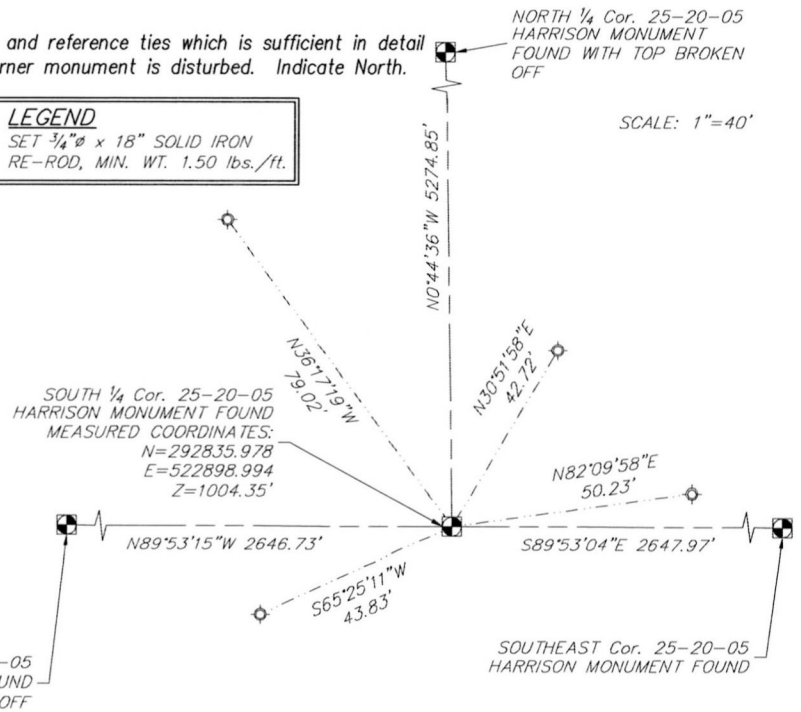 and reference ties which is sufficient in detail
rner monument is disturbed. Indicate North.
LEGEND
SET ¾"ø x 18" SOLID IRON
RE-ROD, MIN. WT. 1.50 lbs./ft.
NORTH ¼ Cor. 25-20-05
HARRISON MONUMENT
FOUND WITH TOP BROKEN
OFF
SCALE: 1"=40'
N0°44'36"W 5274.85'
N36°17'19"W
79.02'
N30°51'58"E
42.72'
SOUTH ¼ Cor. 25-20-05
HARRISON MONUMENT FOUND
MEASURED COORDINATES:
N=292835.978
E=522898.994
Z=1004.35'
N82°09'58"E
50.23'
N89°53'15"W 2646.73'
S89°53'04"E 2647.97'
S65°25'11"W
43.83'
-05
UND
OFF
SOUTHEAST Cor. 25-20-05
HARRISON MONUMENT FOUND